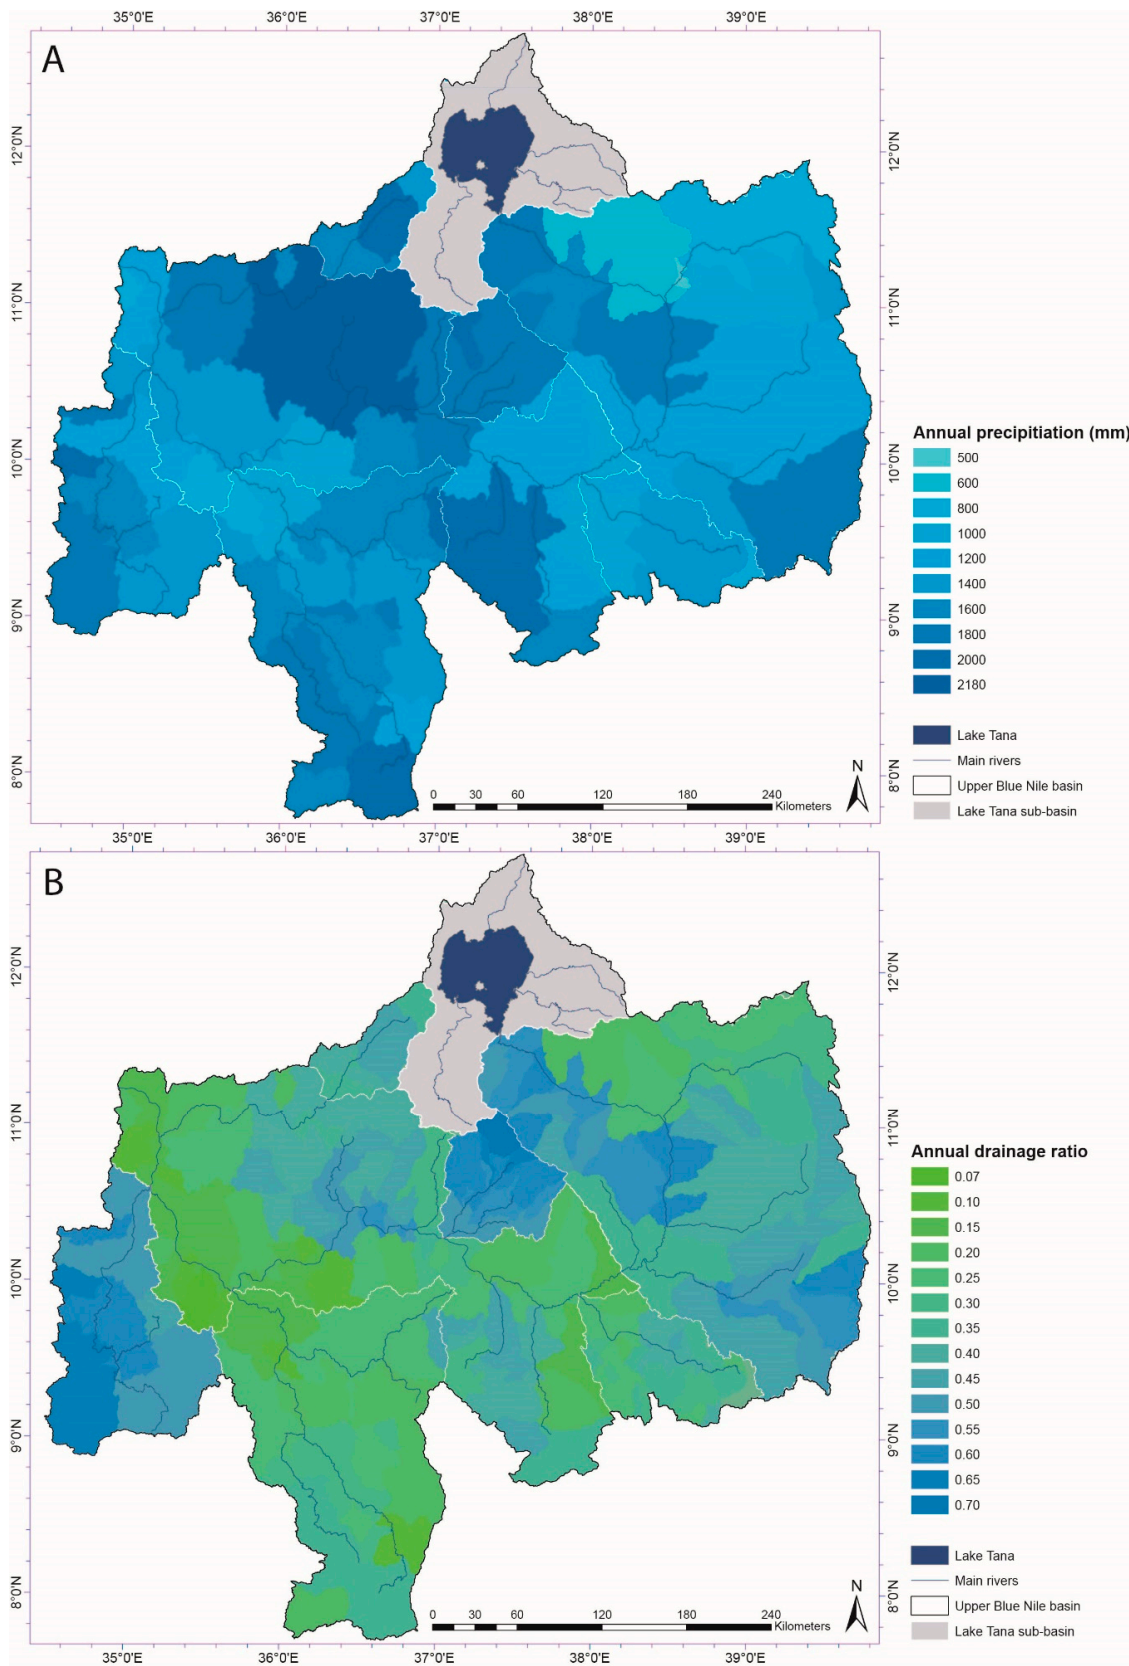 35°0'E 36°0'E 37°0'E 38°0'E 39°0'E
A
12°0'N 12°0'N
11°0'N 11°0'N
10°0'N 10°0'N
9°0'N 9°0'N
8°0'N 8°0'N
Annual precipitiation (mm)
500
600
800
1000
1200
1400
1600
1800
2000
2180
Lake Tana
Main rivers
Upper Blue Nile basin
Lake Tana sub-basin
N
0 30 60 120 180 240
Kilometers
35°0'E 36°0'E 37°0'E 38°0'E 39°0'E
B
12°0'N 12°0'N
11°0'N 11°0'N
10°0'N 10°0'N
9°0'N 9°0'N
8°0'N 8°0'N
Annual drainage ratio
0.07
0.10
0.15
0.20
0.25
0.30
0.35
0.40
0.45
0.50
0.55
0.60
0.65
0.70
Lake Tana
Main rivers
Upper Blue Nile basin
Lake Tana sub-basin
N
0 30 60 120 180 240
Kilometers
35°0'E 36°0'E 37°0'E 38°0'E 39°0'E